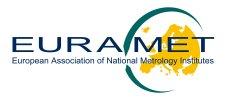 EURAMET
European Association of National Metrology Institutes